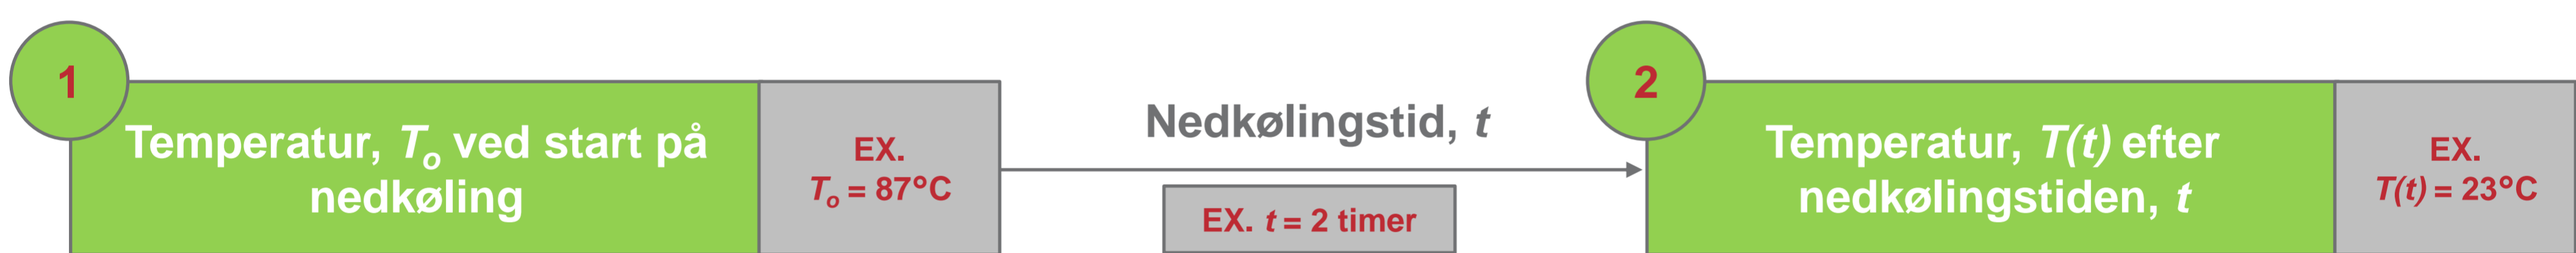 1
Temperatur, To ved start på
nedkøling
EX.
To = 87°C
Nedkølingstid, t
EX. t = 2 timer
2
Temperatur, T(t) efter
nedkølingstiden, t
EX.
T(t) = 23°C